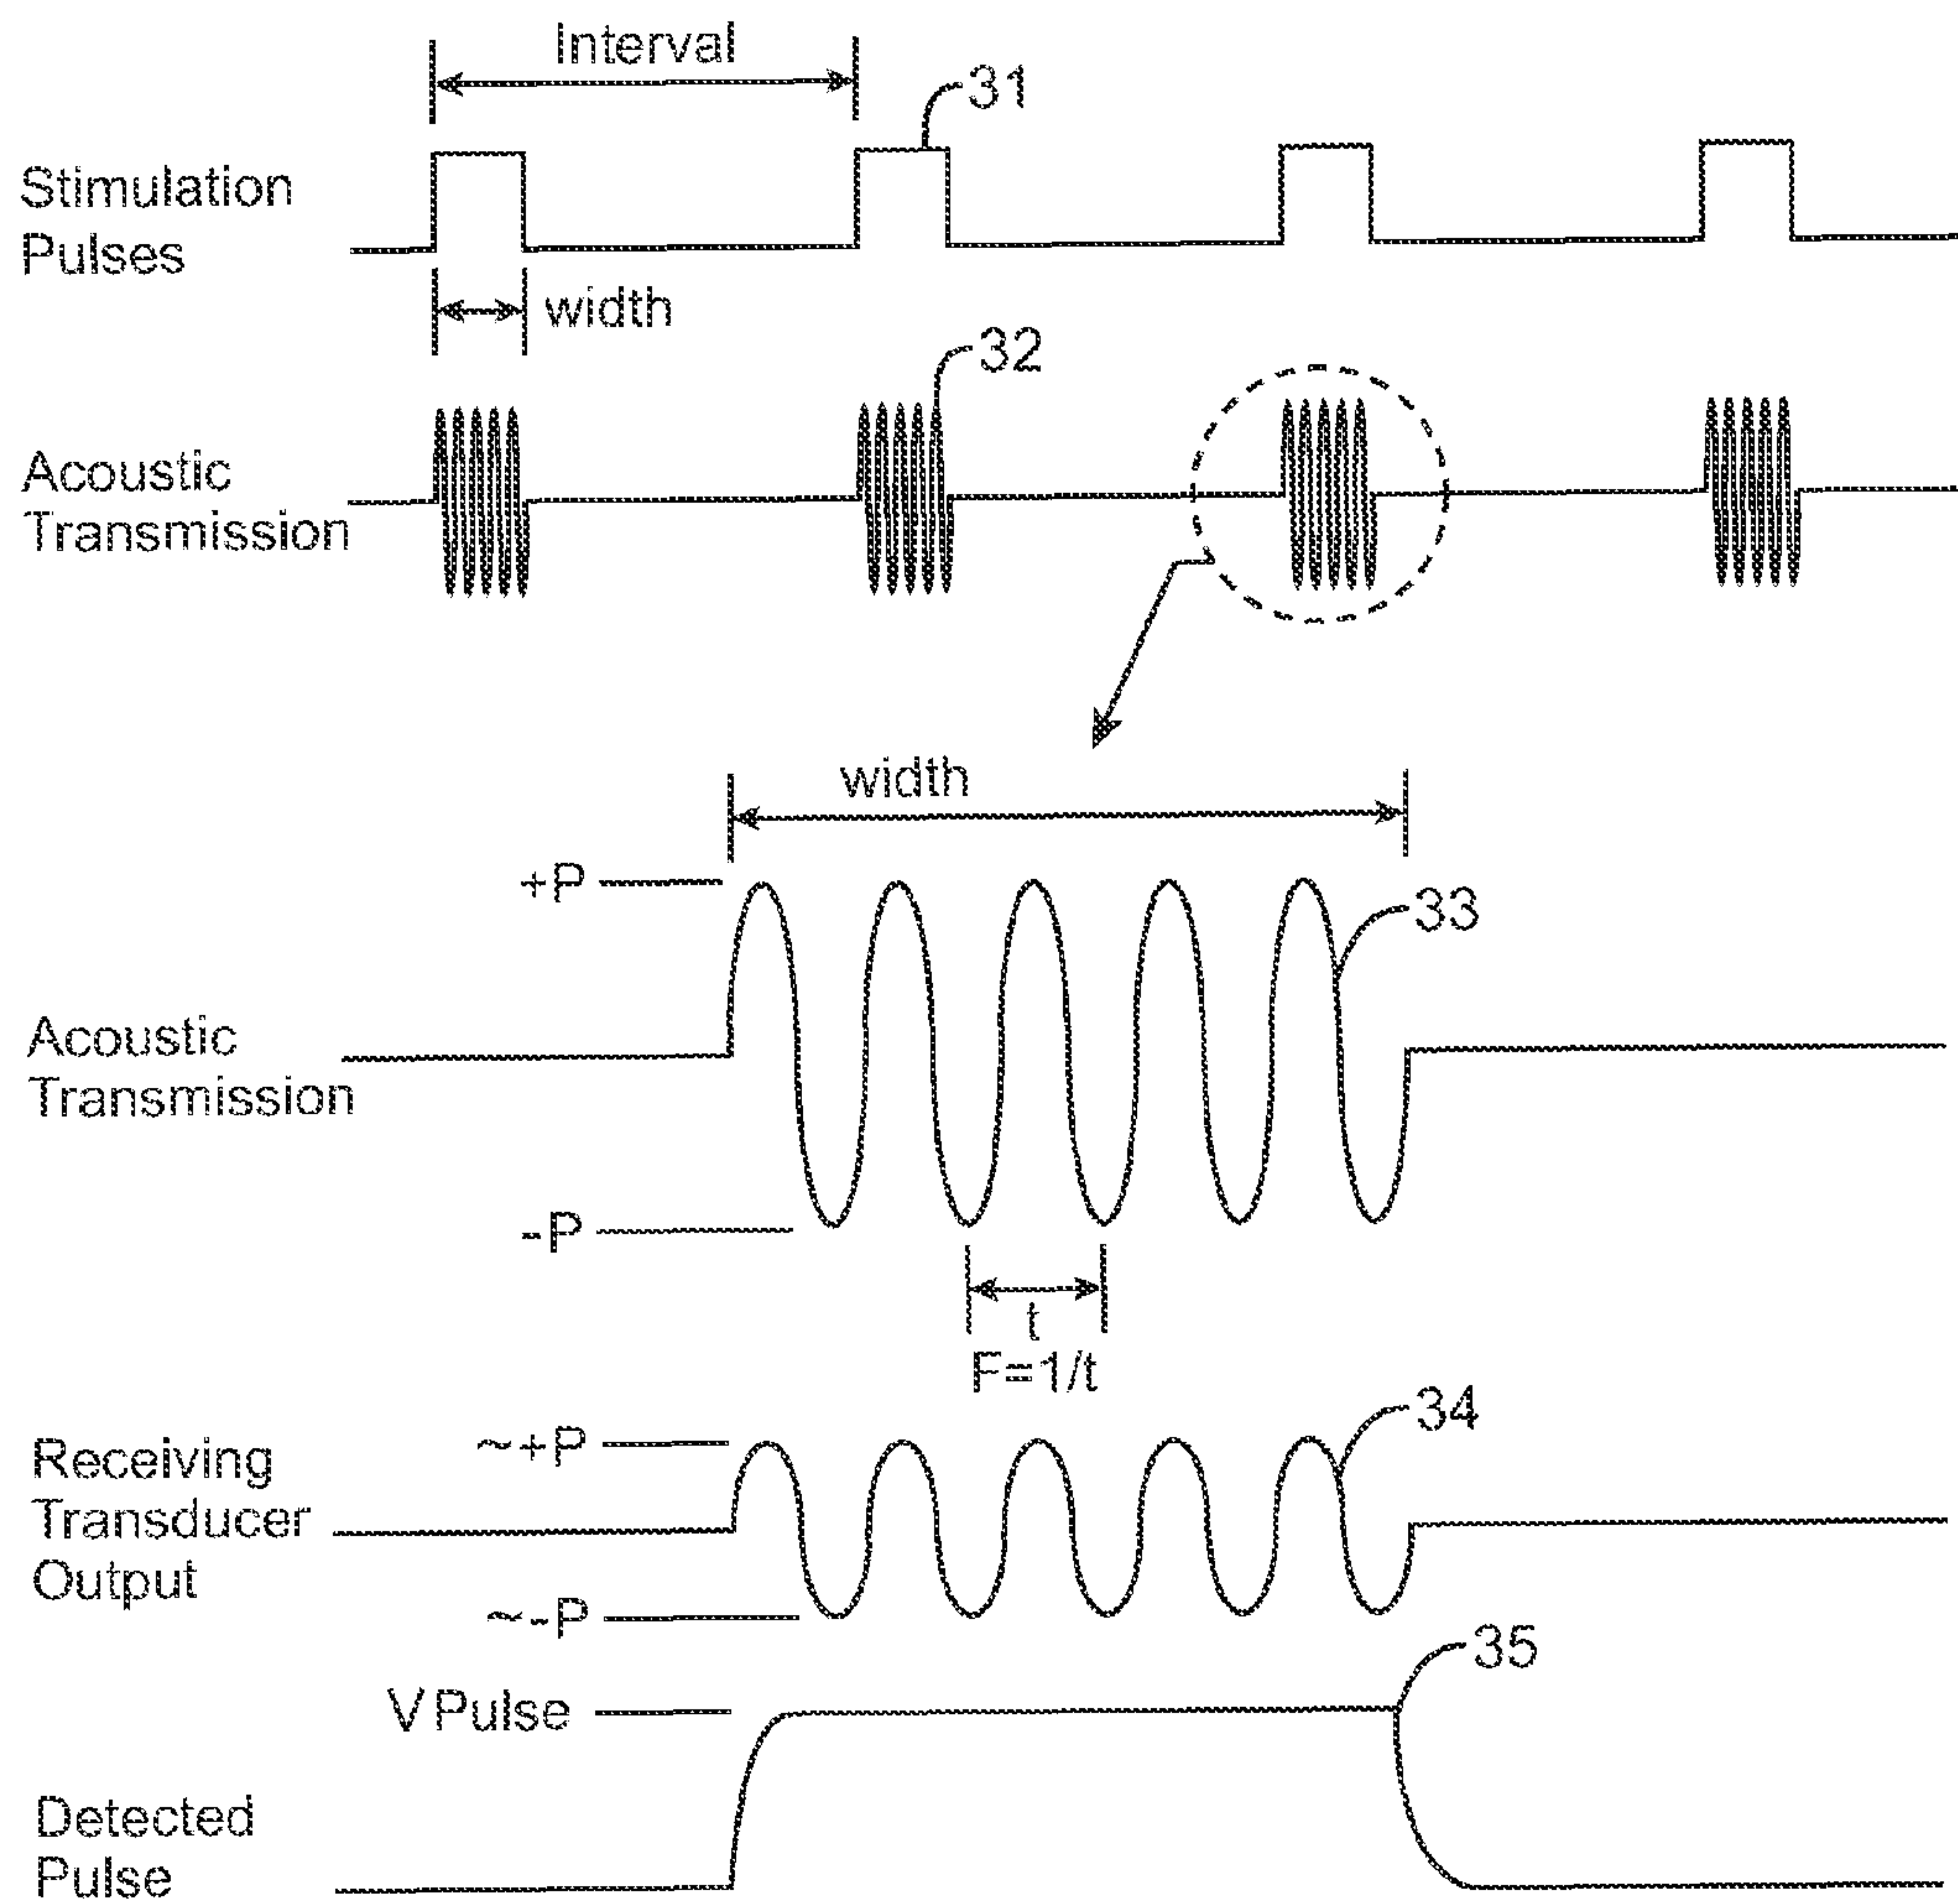 Interval
31
Stimulation
Pulses
width
32
Acoustic
Transmission
width
+P
33
Acoustic
Transmission
-P
t
F=1/t
34
~+P
Receiving
Transducer
Output
~-P
35
V Pulse
Detected
Pulse